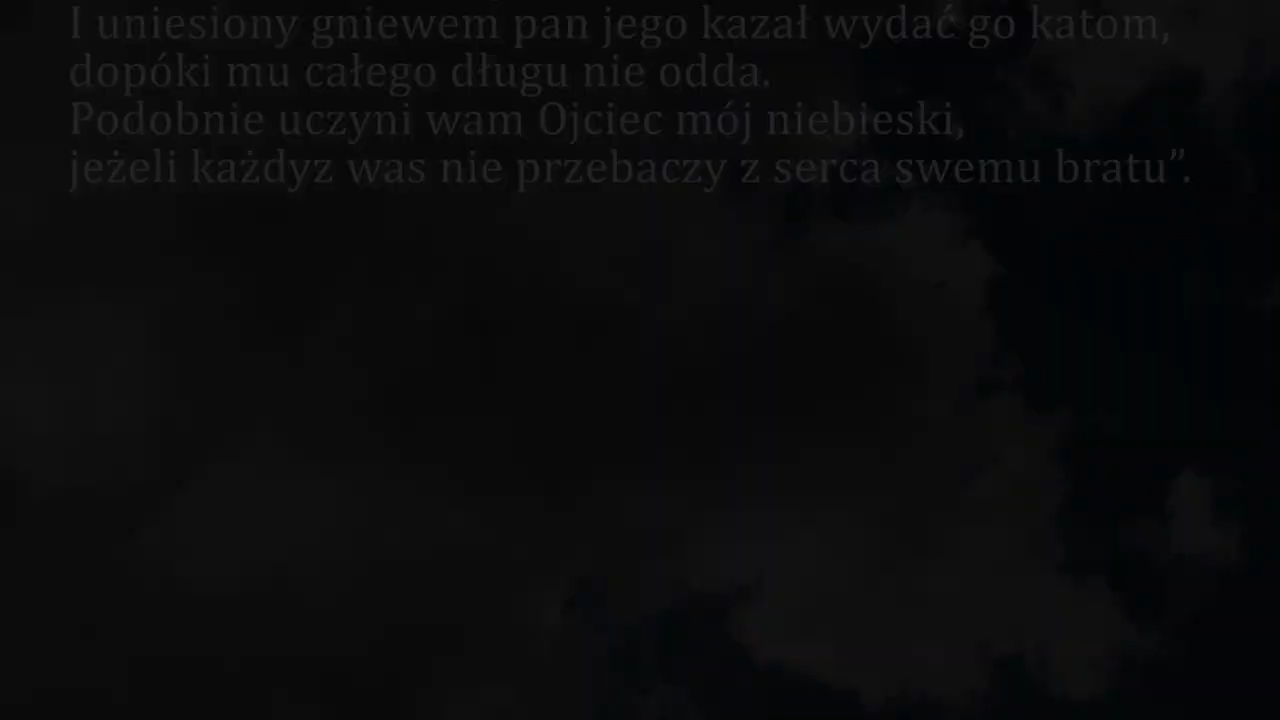 I uniesiony gniewem pan jego kazał wydać go katom,
dopóki mu całego długu nie odda.
Podobnie uczyni wam Ojciec mój niebieski,
jeżeli każdyz was nie przebaczy z serca swemu bratu”.